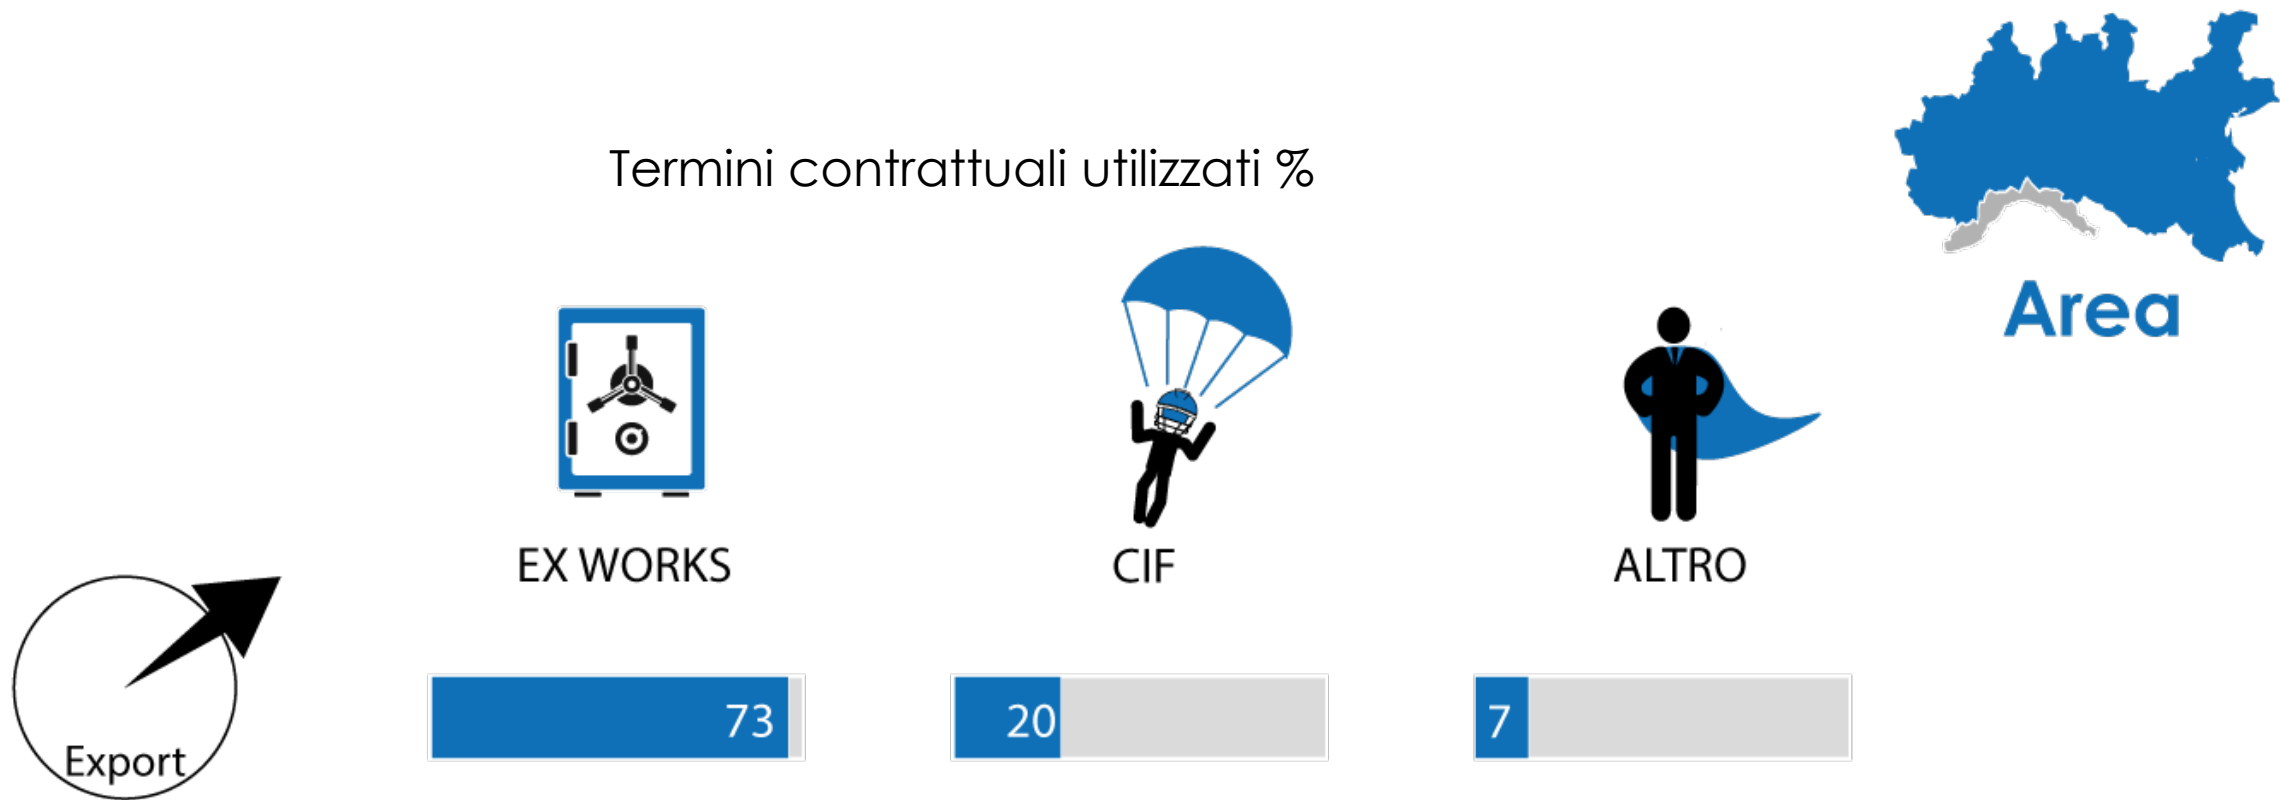 Termini contrattuali utilizzati %
Area
EX WORKS
CIF
ALTRO
Export
73
20
7